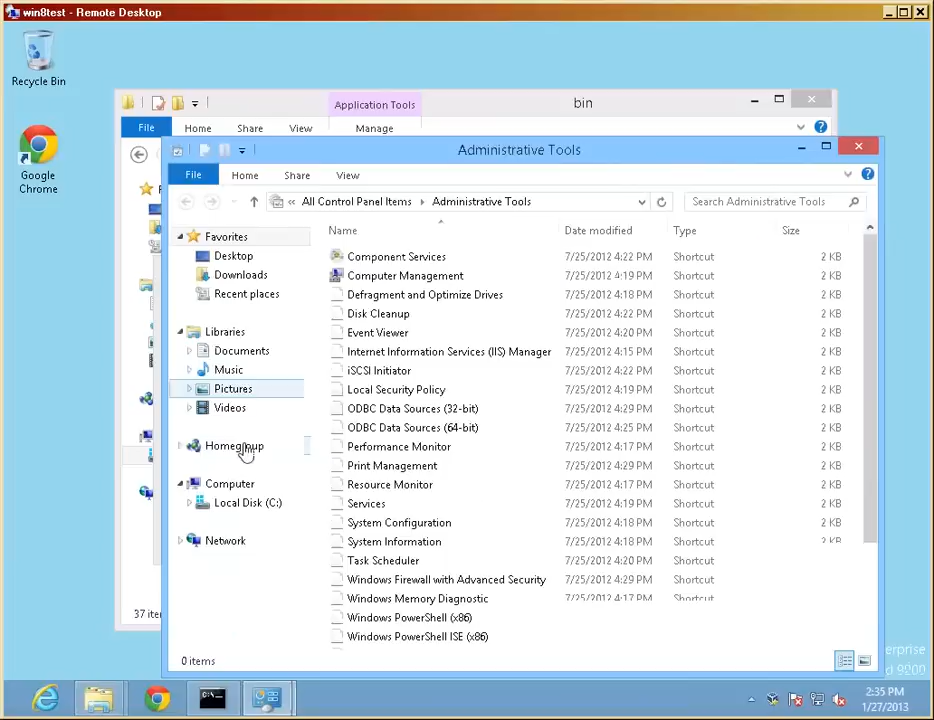 win8test - Remote Desktop
Recycle Bin
Google
Chrome
Application Tools
bin
File Home Share View Manage
Administrative Tools
File Home Share View
« All Control Panel Items Administrative Tools
Search Administrative Tools
Name Date modified Type Size
Favorites
Desktop
Downloads
Recent places
Libraries
Documents
Music
Pictures
Videos
Homegroup
Computer
Local Disk (C:)
Network
Component Services 7/25/2012 4:22 PM Shortcut 2 KB
Computer Management 7/25/2012 4:19 PM Shortcut 2 KB
Defragment and Optimize Drives 7/25/2012 4:18 PM Shortcut 2 KB
Disk Cleanup 7/25/2012 4:22 PM Shortcut 2 KB
Event Viewer 7/25/2012 4:20 PM Shortcut 2 KB
Internet Information Services (IIS) Manager 7/25/2012 4:15 PM Shortcut 2 KB
iSCSI Initiator 7/25/2012 4:22 PM Shortcut 2 KB
Local Security Policy 7/25/2012 4:19 PM Shortcut 2 KB
ODBC Data Sources (32-bit) 7/25/2012 4:29 PM Shortcut 2 KB
ODBC Data Sources (64-bit) 7/25/2012 4:25 PM Shortcut 2 KB
Performance Monitor 7/25/2012 4:17 PM Shortcut 2 KB
Print Management 7/25/2012 4:29 PM Shortcut 2 KB
Resource Monitor 7/25/2012 4:17 PM Shortcut 2 KB
Services 7/25/2012 4:17 PM Shortcut 2 KB
System Configuration 7/25/2012 4:18 PM Shortcut 2 KB
System Information 7/25/2012 4:18 PM Shortcut 2 KB
Task Scheduler 7/25/2012 4:20 PM Shortcut
Windows Firewall with Advanced Security 7/25/2012 4:29 PM Shortcut
Windows Memory Diagnostic 7/25/2012 4:17 PM Shortcut
Windows PowerShell (x86)
Windows PowerShell ISE (x86)
37 ite
0 items
erprise
d 9200
2:35 PM
1/27/2013